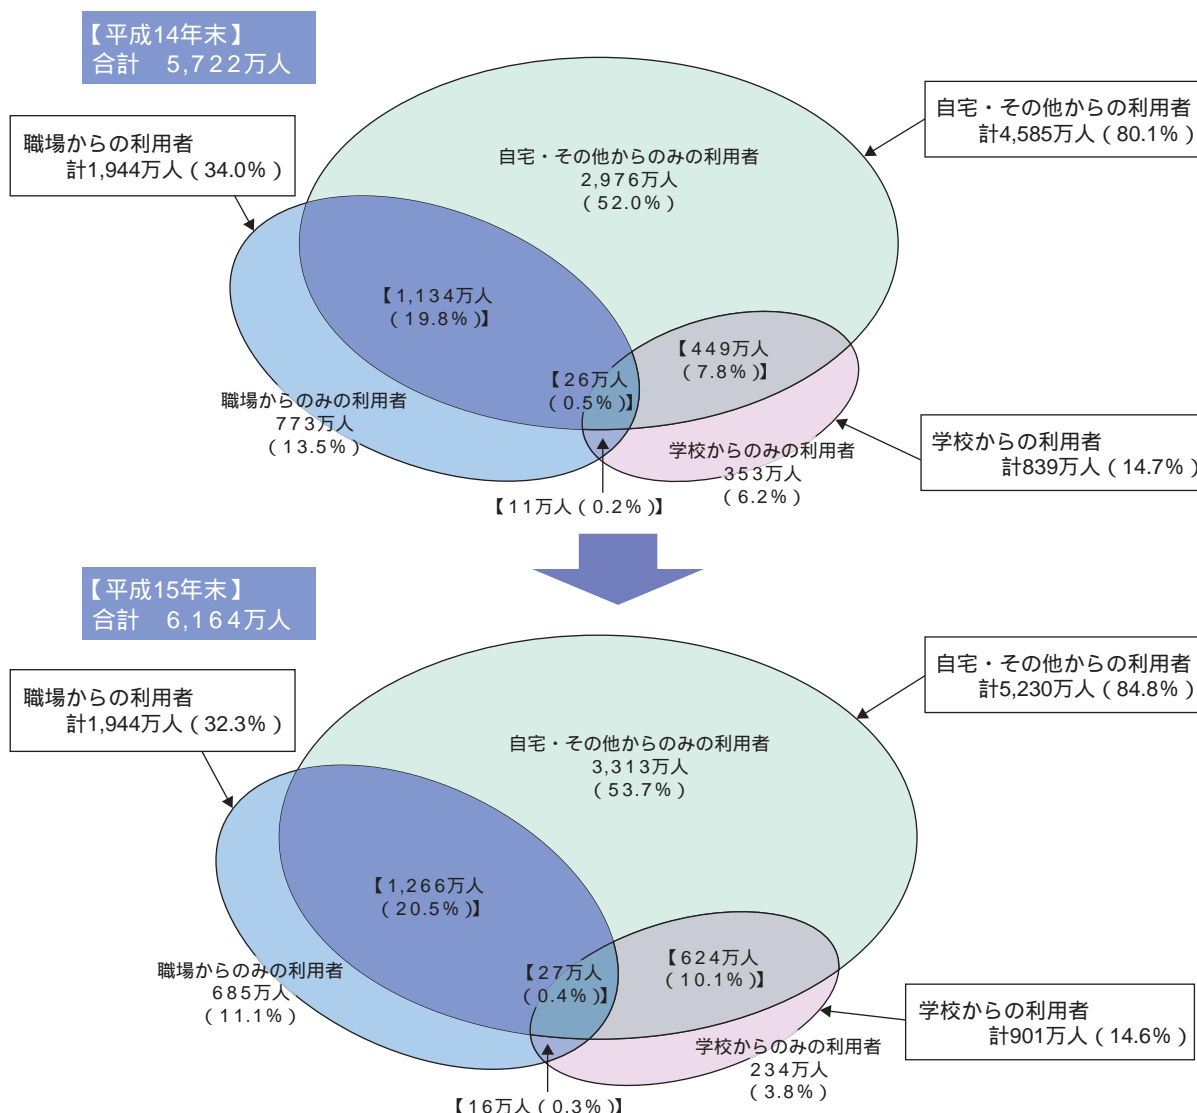 【平成14年末】
合計　5,722万人
自宅・その他からの利用者
計4,585万人(80.1%)
職場からの利用者
計1,944万人(34.0%)
自宅・その他からのみの利用者
2,976万人
(52.0%)
【1,134万人
(19.8%)】
【449万人
(7.8%)】
【26万人
(0.5%)】
職場からのみの利用者
773万人
(13.5%)
学校からの利用者
計839万人(14.7%)
学校からのみの利用者
353万人
(6.2%)
【11万人(0.2%)】
【平成15年末】
合計　6,164万人
自宅・その他からの利用者
計5,230万人(84.8%)
職場からの利用者
計1,944万人(32.3%)
自宅・その他からのみの利用者
3,313万人
(53.7%)
【1,266万人
(20.5%)】
【624万人
(10.1%)】
【27万人
(0.4%)】
職場からのみの利用者
685万人
(11.1%)
学校からの利用者
計901万人(14.6%)
学校からのみの利用者
234万人
(3.8%)
【16万人(0.3%)】